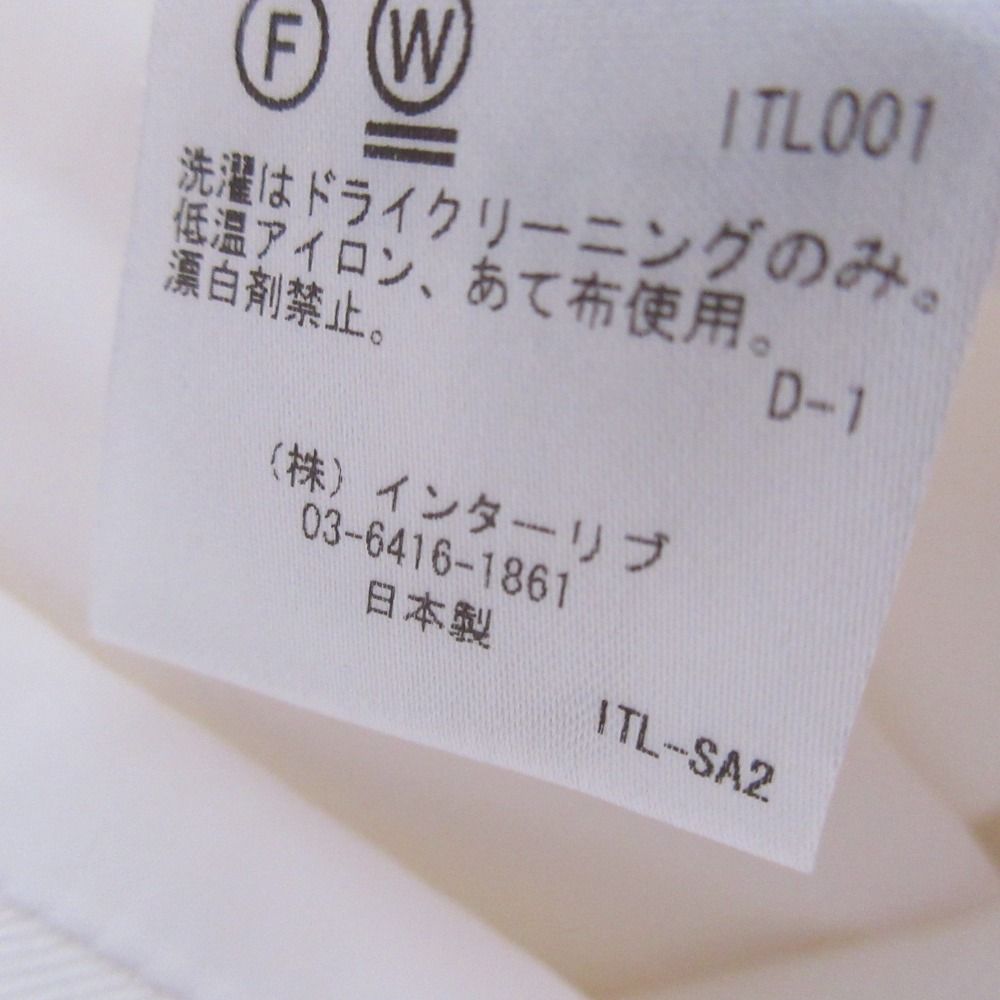 F W
ITL001
洗濯はドライクリーニングのみ。
低温アイロン、あて布使用。
漂白剤禁止。
D-1
(株) インターリブ
03-6416-1861
日本製
ITL-SA2